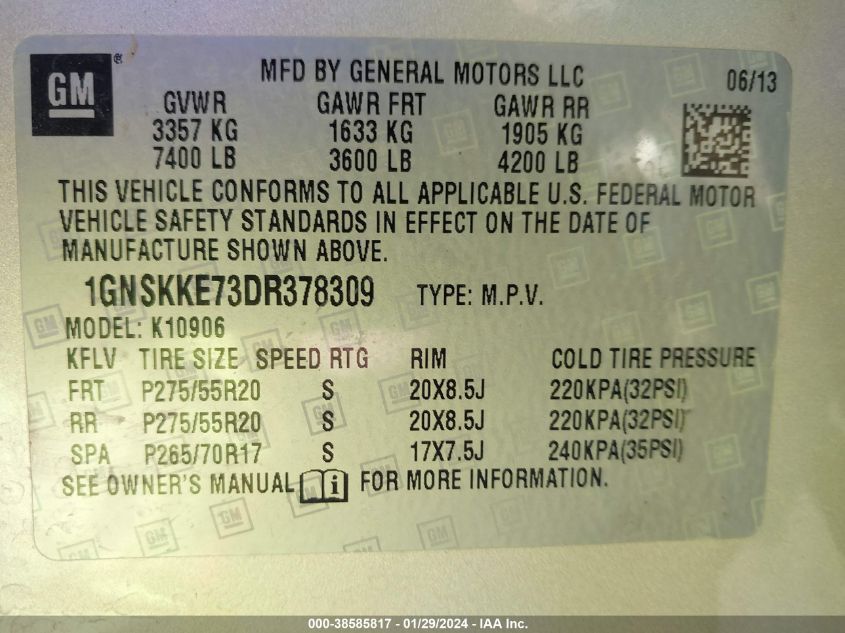 GM ®
MFD BY GENERAL MOTORS LLC 06/13
GVWR GAWR FRT GAWR RR
3357 KG 1633 KG 1905 KG
7400 LB 3600 LB 4200 LB
THIS VEHICLE CONFORMS TO ALL APPLICABLE U.S. FEDERAL MOTOR
VEHICLE SAFETY STANDARDS IN EFFECT ON THE DATE OF
MANUFACTURE SHOWN ABOVE.
1GNSKKE73DR378309 TYPE: M.P.V.
MODEL: K10906
KFLV TIRE SIZE SPEED RTG RIM COLD TIRE PRESSURE
FRT P275/55R20 S 20X8.5J 220KPA(32PSI)
RR P275/55R20 S 20X8.5J 220KPA(32PSI)
SPA P265/70R17 S 17X7.5J 240KPA(35PSI)
SEE OWNER'S MANUAL i FOR MORE INFORMATION.
000-38585817 - 01/29/2024 - IAA Inc.